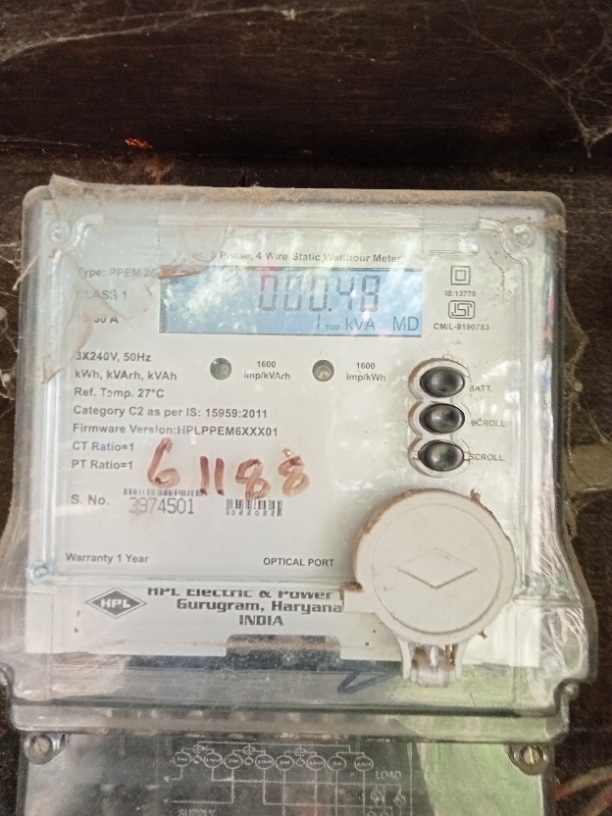 Phase, 4 Wire Static Watthour Meter
Type: PPEM
CLASS 1
000.48
kVA MD
IS:13779
ISI
CM/L-9190783
3X240V, 50Hz
kWh, kVArh, kVAh
1600
imp/kVArh
1600
imp/kWh
Ref. Temp. 27°C
BATT.
Category C2 as per IS: 15959:2011
SCROLL
Firmware Version:HPLPPEM6XXX01
CT Ratio=1
SCROLL
PT Ratio=1
61188
S. No.
3974501
Warranty 1 Year
OPTICAL PORT
HPL
HPL Electric & Power
Gurugram, Haryana
INDIA
LOAD
SUPPLY